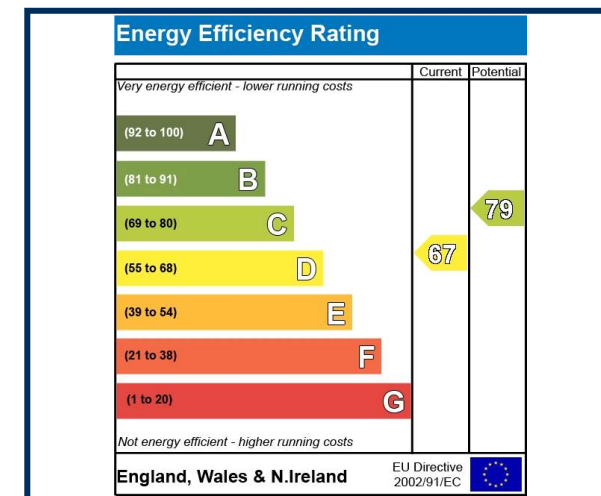 Energy Efficiency Rating
Current Potential
Very energy efficient - lower running costs
(92 to 100) A
(81 to 91) B
(69 to 80) C
79
67
(55 to 68) D
(39 to 54) E
(21 to 38) F
(1 to 20) G
Not energy efficient - higher running costs
England, Wales & N.Ireland
EU Directive
2002/91/EC